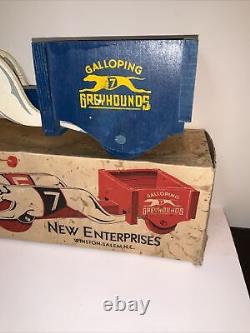 GALLOPING
7
GREYHOUNDS
GALLOPING
GREYHOUNDS
7
NEW ENTERPRISES
WINSTON-SALEM, N.C.